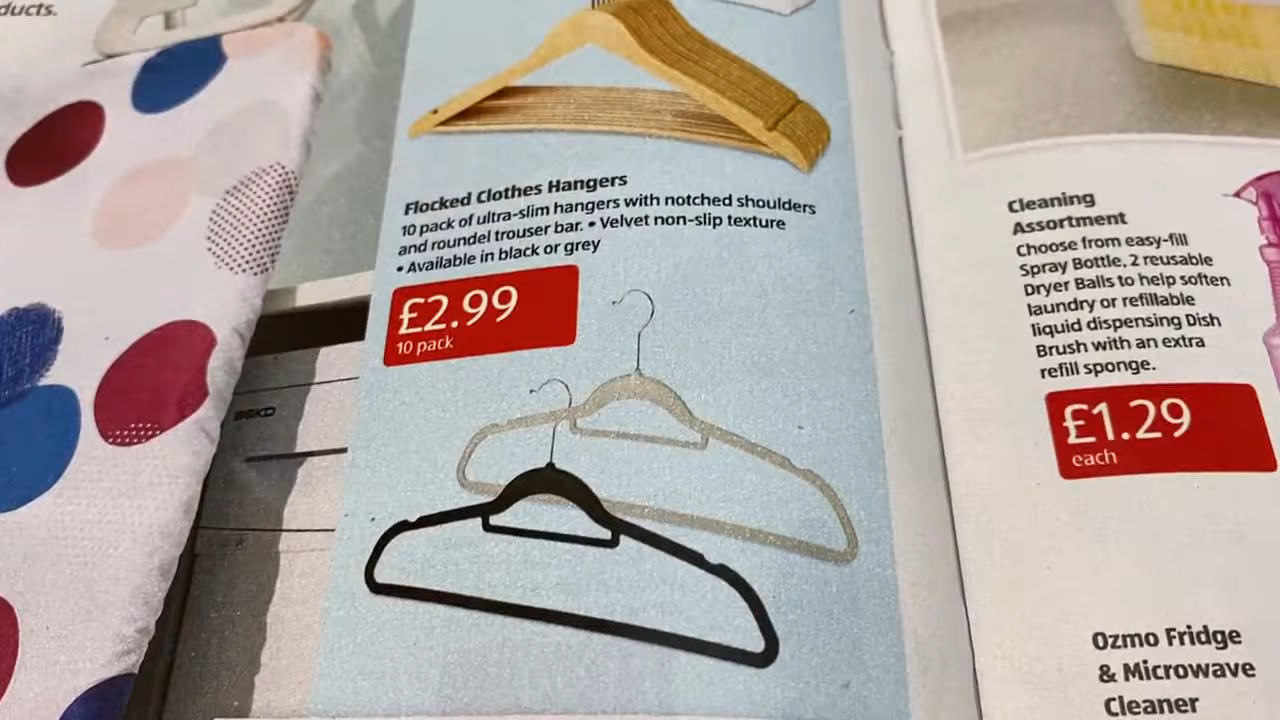 ducts.
Flocked Clothes Hangers
10 pack of ultra-slim hangers with notched shoulders
and roundel trouser bar. • Velvet non-slip texture
• Available in black or grey
£2.99
10 pack
BEKO
Cleaning
Assortment
Choose from easy-fill
Spray Bottle, 2 reusable
Dryer Balls to help soften
laundry or refillable
liquid dispensing Dish
Brush with an extra
refill sponge.
£1.29
each
Ozmo Fridge
& Microwave
Cleaner